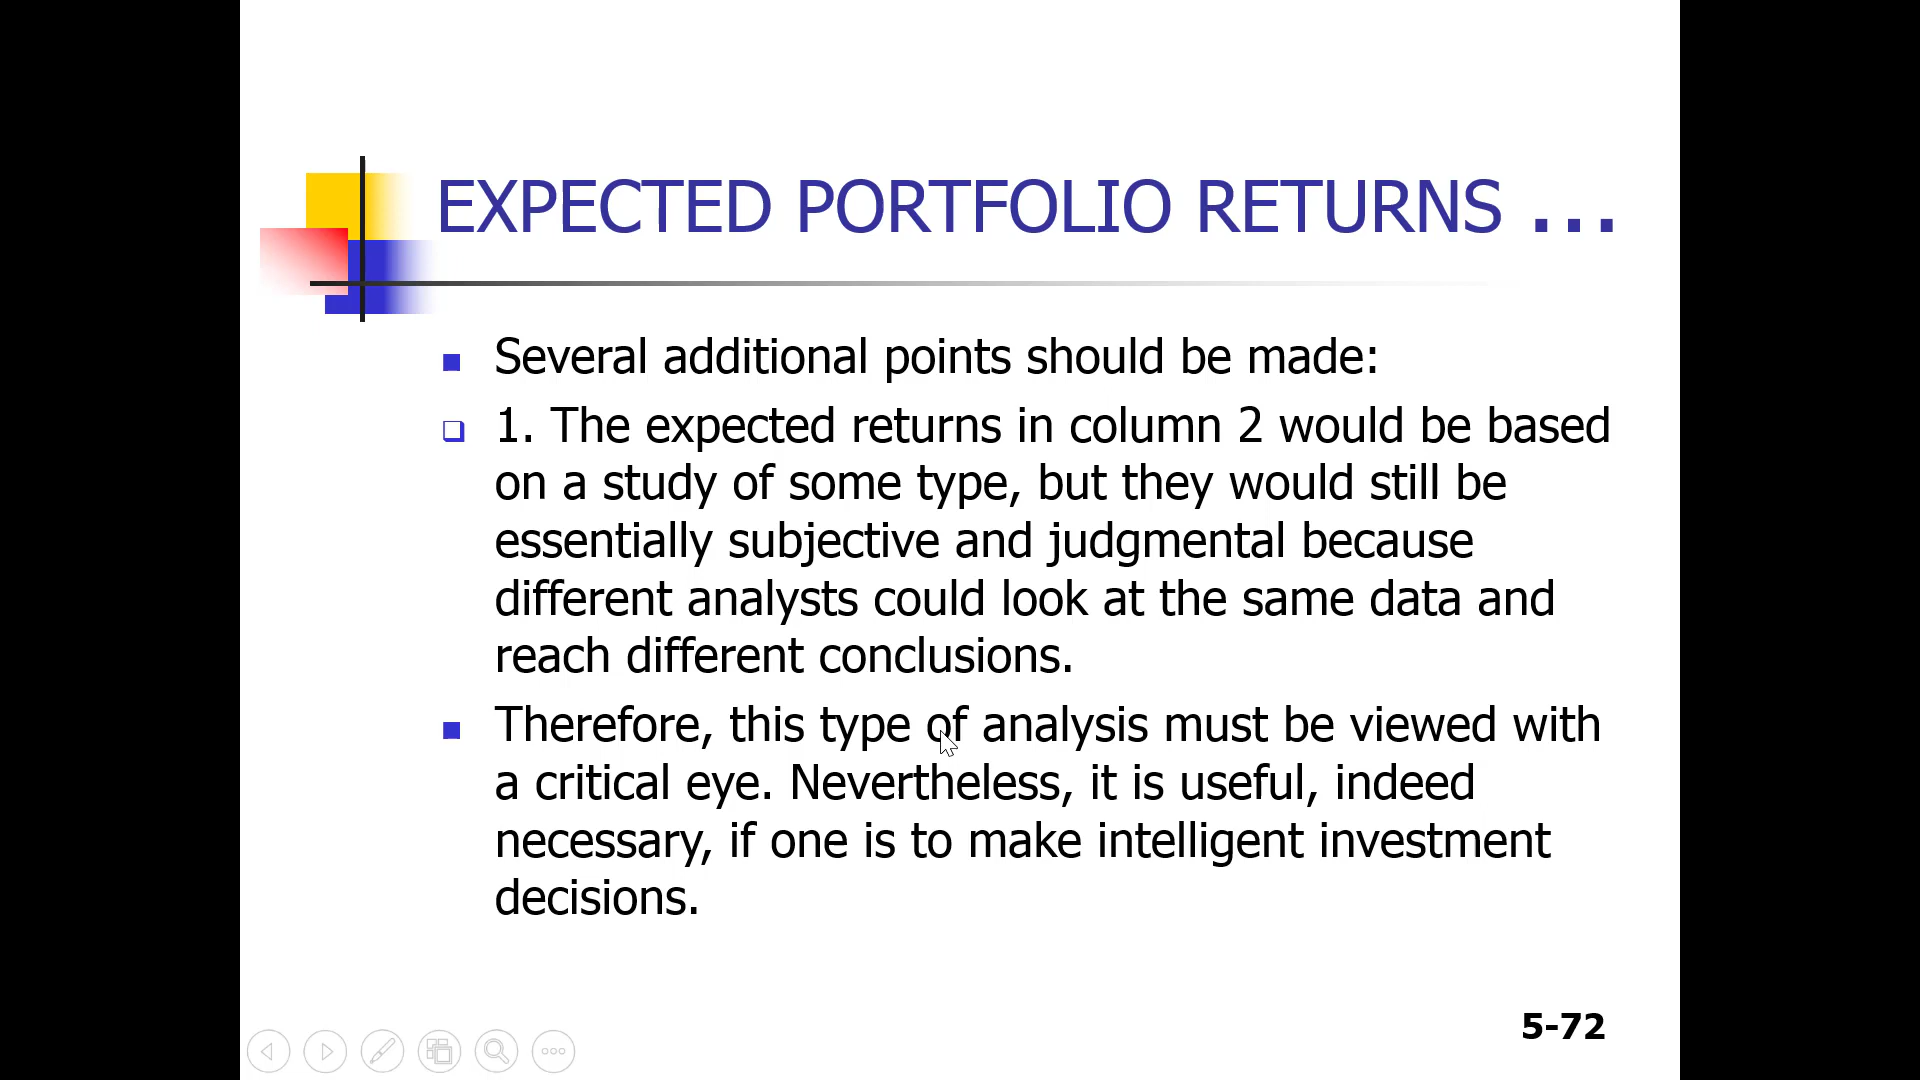 EXPECTED PORTFOLIO RETURNS ...
Several additional points should be made:
1. The expected returns in column 2 would be based
on a study of some type, but they would still be
essentially subjective and judgmental because
different analysts could look at the same data and
reach different conclusions.
Therefore, this type of analysis must be viewed with
a critical eye. Nevertheless, it is useful, indeed
necessary, if one is to make intelligent investment
decisions.
5-72